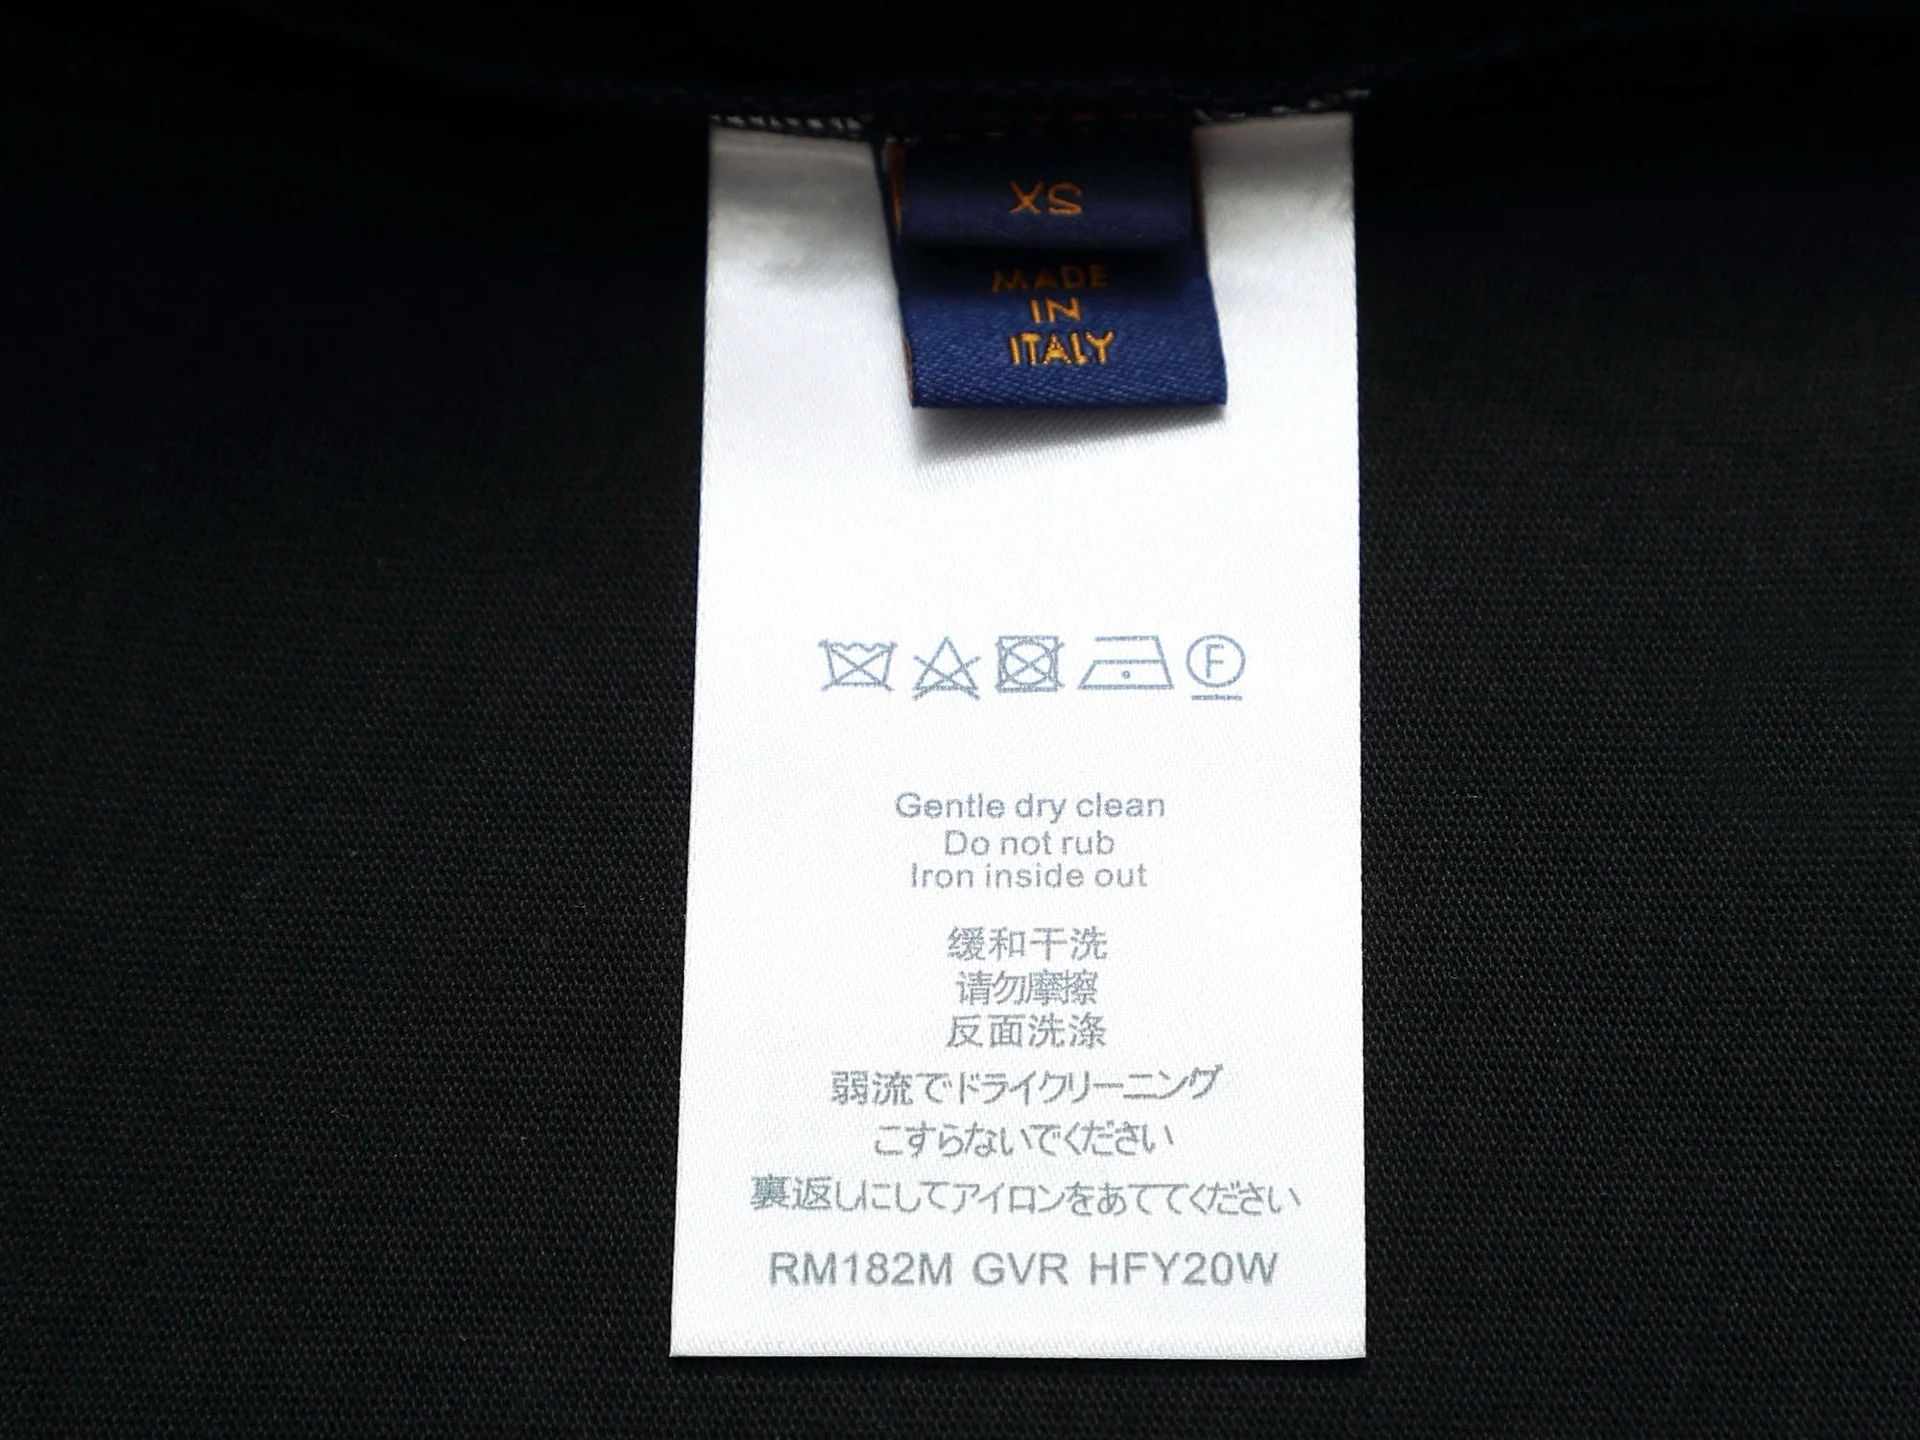 XS
MADE
IN
ITALY
F
Gentle dry clean
Do not rub
Iron inside out
缓和干洗
请勿摩擦
反面洗涤
弱流でドライクリーニング
こすらないでください
裏返しにしてアイロンをあててください
RM182M GVR HFY20W